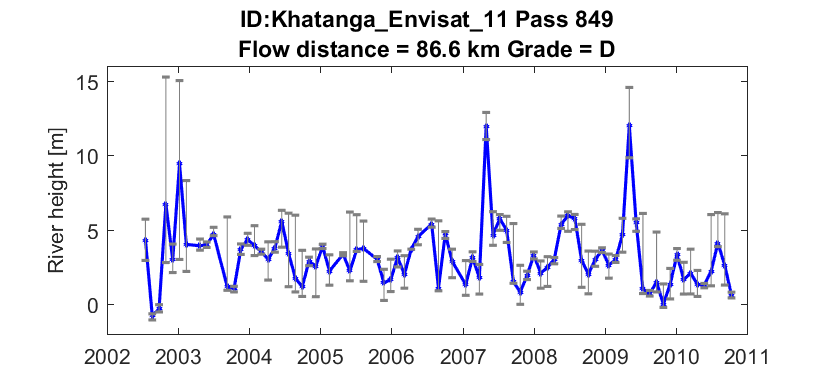 ID:Khatanga_Envisat_11 Pass 849
Flow distance = 86.6 km Grade = D
River height [m]
15
10
5
0
2002 2003 2004 2005 2006 2007 2008 2009 2010 2011